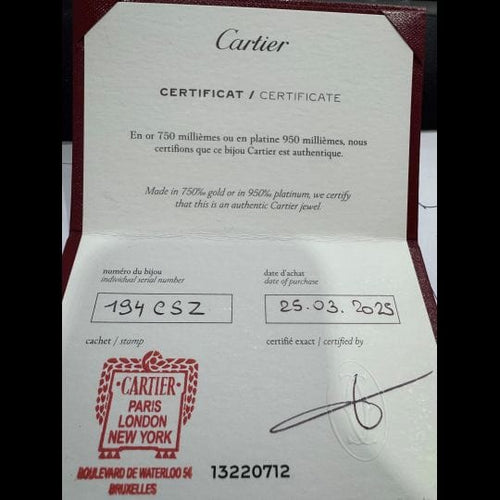 Cartier
CERTIFICAT / CERTIFICATE
En or 750 millièmes ou en platine 950 millièmes, nous
certifions que ce bijou Cartier est authentique.
Made in 750‰ gold or in 950‰ platinum, we certify
that this is an authentic Cartier jewel.
numéro du bijou
individual serial number
194CSZ
date d'achat
date of purchase
25.03.2025
cachet / stamp
certifié exact / certified by
CARTIER
PARIS
LONDON
NEW YORK
BOULEVARD DE WATERLOO 54
BRUXELLES
13220712